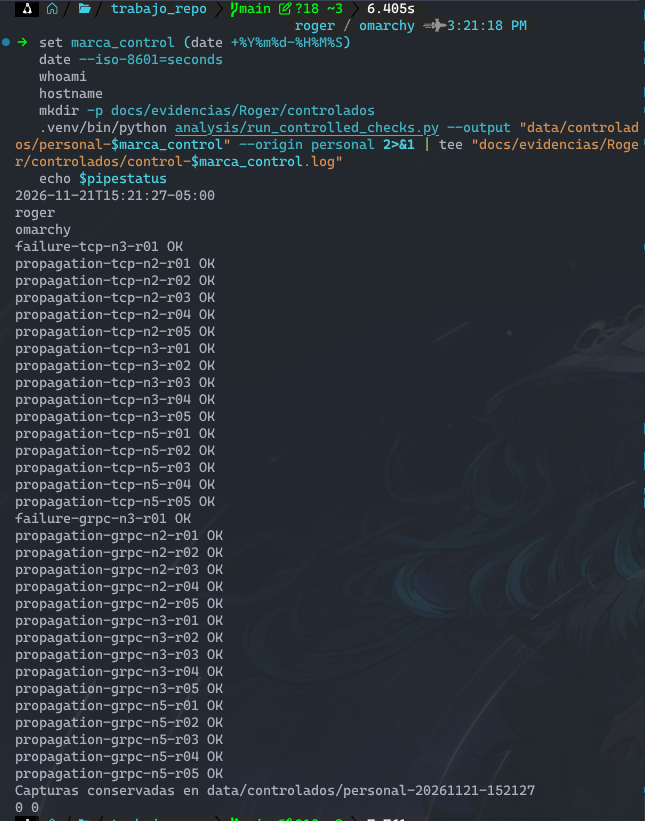 trabajo_repo main ?18 ~3 6.405s
roger / omarchy 3:21:18 PM
set marca_control (date +%Y%m%d-%H%M%S)
date --iso-8601=seconds
whoami
hostname
mkdir -p docs/evidencias/Roger/controlados
.venv/bin/python analysis/run_controlled_checks.py --output "data/controlad
os/personal-$marca_control" --origin personal 2>&1 | tee "docs/evidencias/Roge
r/controlados/control-$marca_control.log"
echo $pipestatus
2026-11-21T15:21:27-05:00
roger
omarchy
failure-tcp-n3-r01 OK
propagation-tcp-n2-r01 OK
propagation-tcp-n2-r02 OK
propagation-tcp-n2-r03 OK
propagation-tcp-n2-r04 OK
propagation-tcp-n2-r05 OK
propagation-tcp-n3-r01 OK
propagation-tcp-n3-r02 OK
propagation-tcp-n3-r03 OK
propagation-tcp-n3-r04 OK
propagation-tcp-n3-r05 OK
propagation-tcp-n5-r01 OK
propagation-tcp-n5-r02 OK
propagation-tcp-n5-r03 OK
propagation-tcp-n5-r04 OK
propagation-tcp-n5-r05 OK
failure-grpc-n3-r01 OK
propagation-grpc-n2-r01 OK
propagation-grpc-n2-r02 OK
propagation-grpc-n2-r03 OK
propagation-grpc-n2-r04 OK
propagation-grpc-n2-r05 OK
propagation-grpc-n3-r01 OK
propagation-grpc-n3-r02 OK
propagation-grpc-n3-r03 OK
propagation-grpc-n3-r04 OK
propagation-grpc-n3-r05 OK
propagation-grpc-n5-r01 OK
propagation-grpc-n5-r02 OK
propagation-grpc-n5-r03 OK
propagation-grpc-n5-r04 OK
propagation-grpc-n5-r05 OK
Capturas conservadas en data/controlados/personal-20261121-152127
0 0